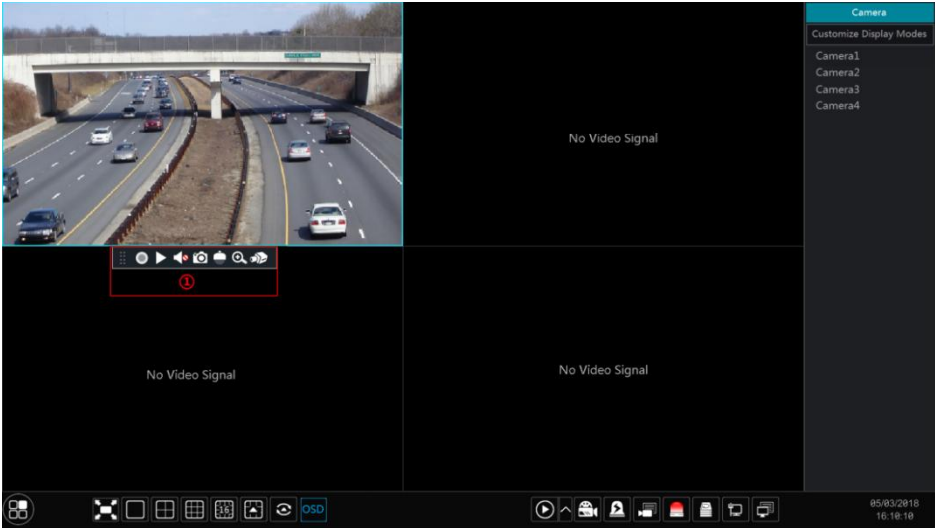 Camera
Customize Display Modes
Camera1
Camera2
Camera3
Camera4
No Video Signal
①
No Video Signal
No Video Signal
16
OSD
05/03/2018
16:10:10